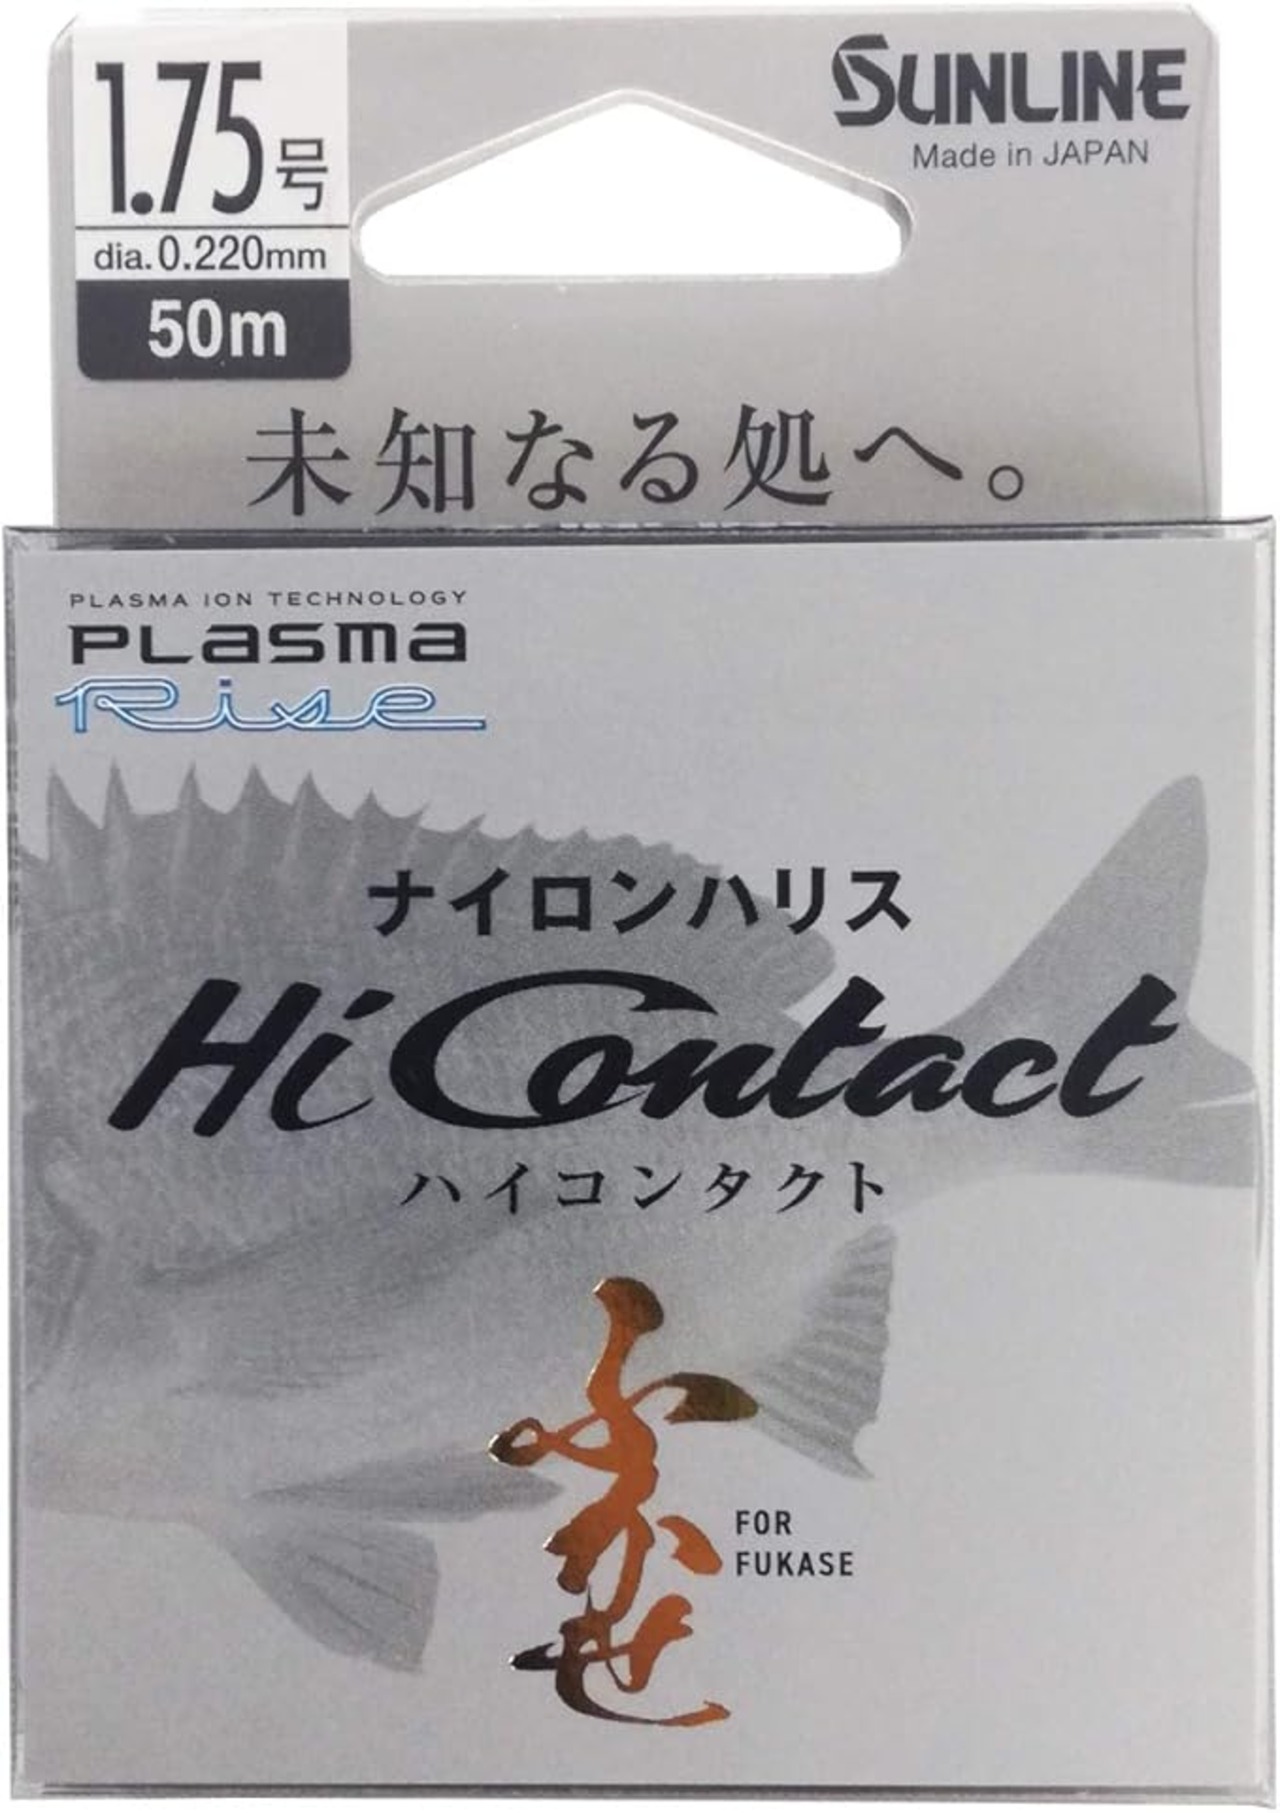 1.75号
dia.0.220mm
50m
SUNLINE
Made in JAPAN
未知なる処へ。
PLASMA ION TECHNOLOGY
PLASMA
Rise
ナイロンハリス
Hi Contact
ハイコンタクト
ふかせ
FOR
FUKASE